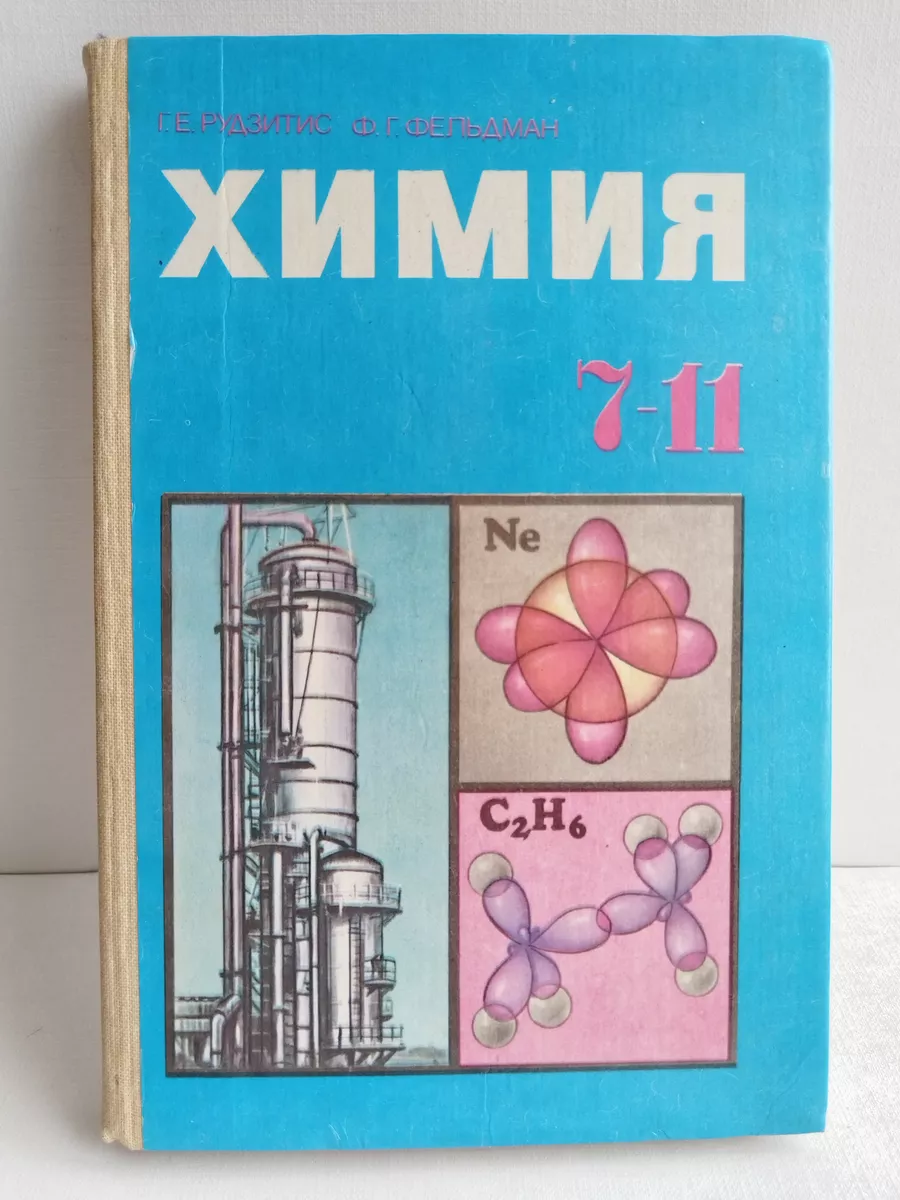 Г. Е. РУДЗИТИС Ф. Г. ФЕЛЬДМАН
ХИМИЯ
7-11
Ne
C₂H₆